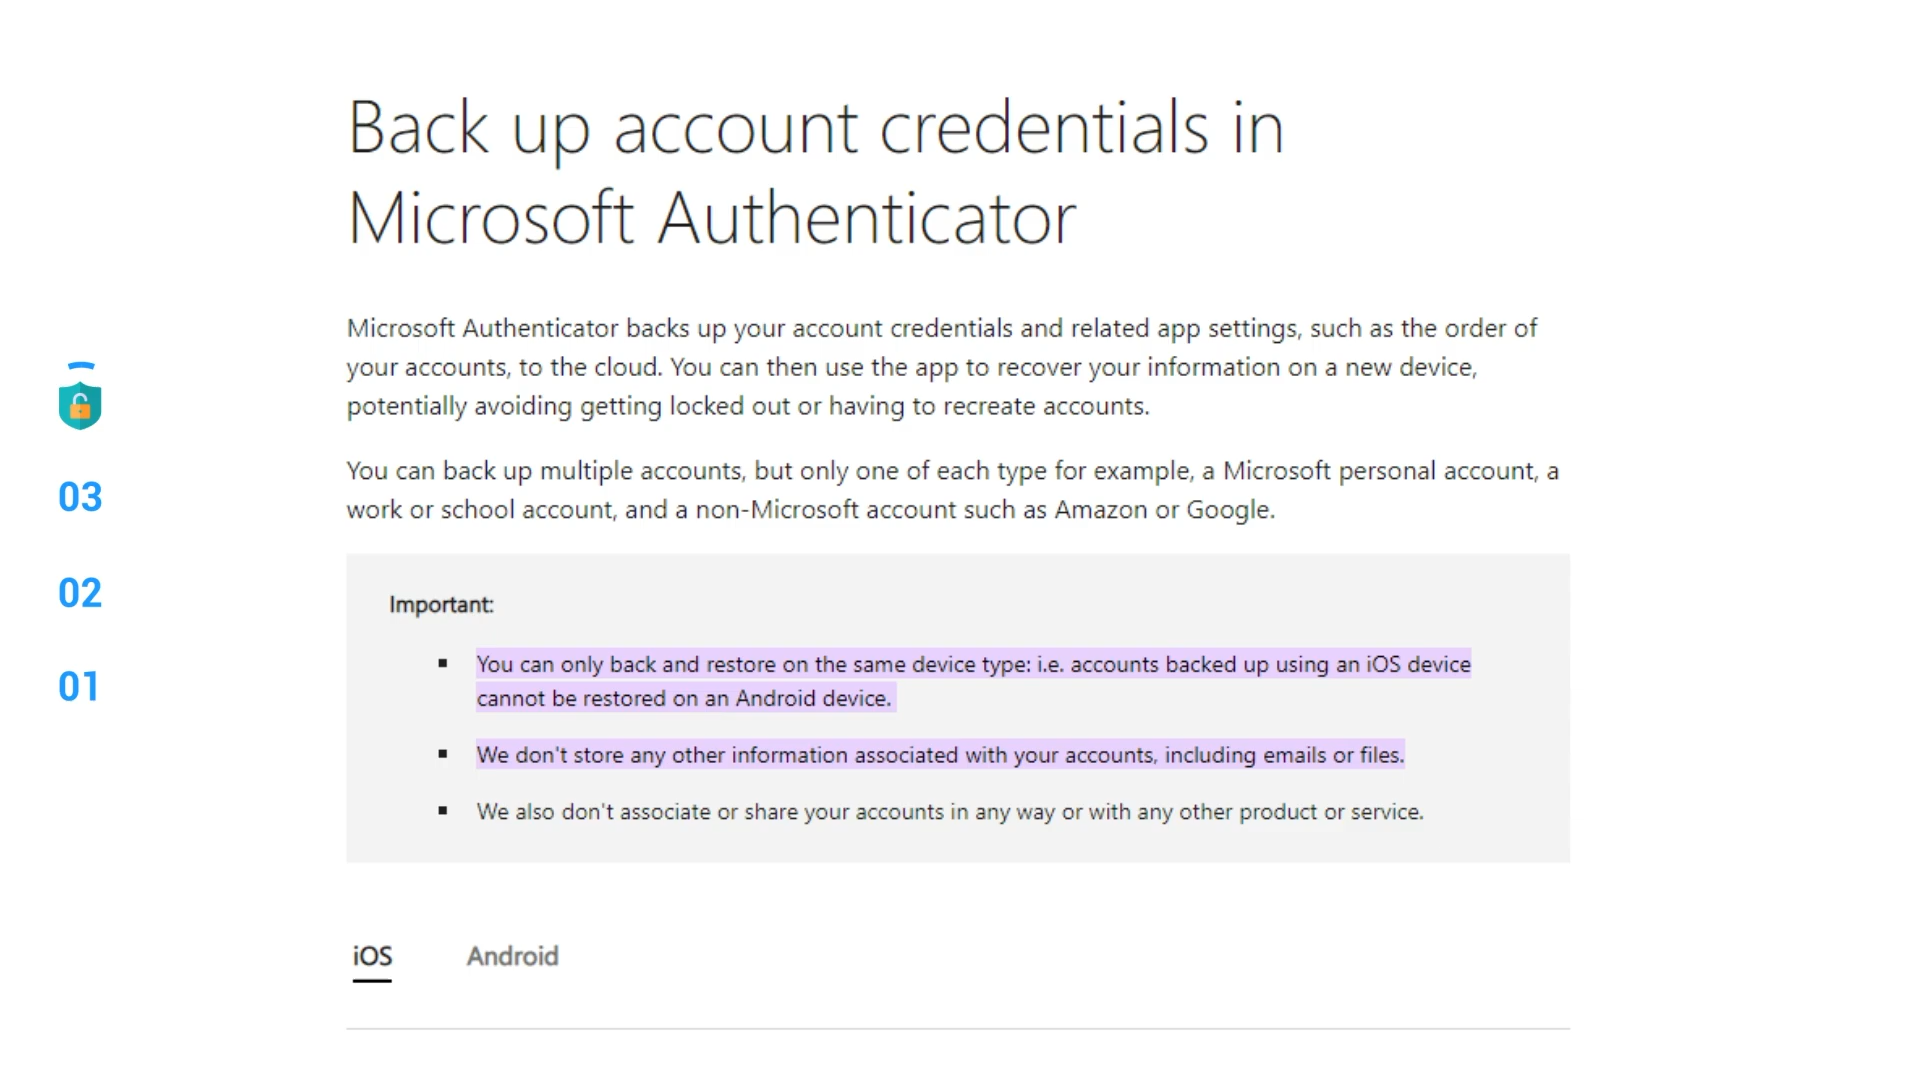 Back up account credentials in
Microsoft Authenticator
Microsoft Authenticator backs up your account credentials and related app settings, such as the order of
your accounts, to the cloud. You can then use the app to recover your information on a new device,
potentially avoiding getting locked out or having to recreate accounts.
You can back up multiple accounts, but only one of each type for example, a Microsoft personal account, a
work or school account, and a non-Microsoft account such as Amazon or Google.
03
02
01
Important:
You can only back and restore on the same device type: i.e. accounts backed up using an iOS device
cannot be restored on an Android device.
We don't store any other information associated with your accounts, including emails or files.
We also don't associate or share your accounts in any way or with any other product or service.
iOS Android